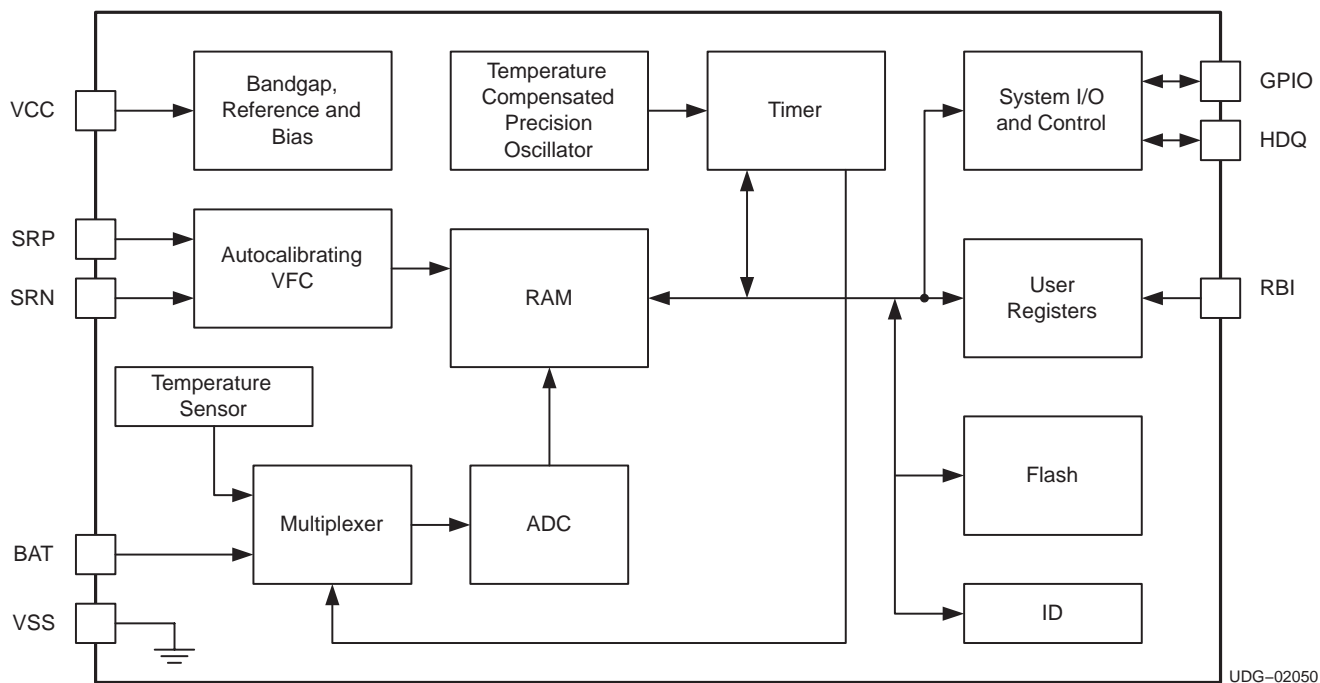 VCC
Bandgap,
Reference and
Bias
Temperature
Compensated
Precision
Oscillator
Timer
System I/O
and Control
GPIO
HDQ
SRP
SRN
Autocalibrating
VFC
RAM
User
Registers
RBI
Temperature
Sensor
Multiplexer
ADC
Flash
BAT
VSS
ID
UDG–02050